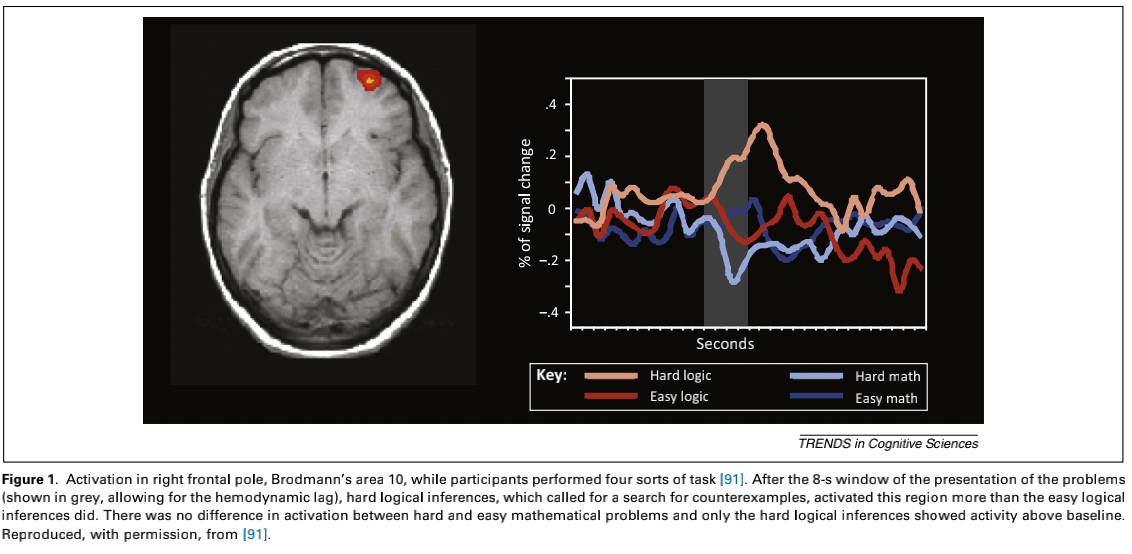 .4
.2
0
−.2
−.4
% of signal change
Seconds
Key:
Hard logic
Hard math
Easy logic
Easy math
TRENDS in Cognitive Sciences
Figure 1. Activation in right frontal pole, Brodmann's area 10, while participants performed four sorts of task [91]. After the 8-s window of the presentation of the problems
(shown in grey, allowing for the hemodynamic lag), hard logical inferences, which called for a search for counterexamples, activated this region more than the easy logical
inferences did. There was no difference in activation between hard and easy mathematical problems and only the hard logical inferences showed activity above baseline.
Reproduced, with permission, from [91].